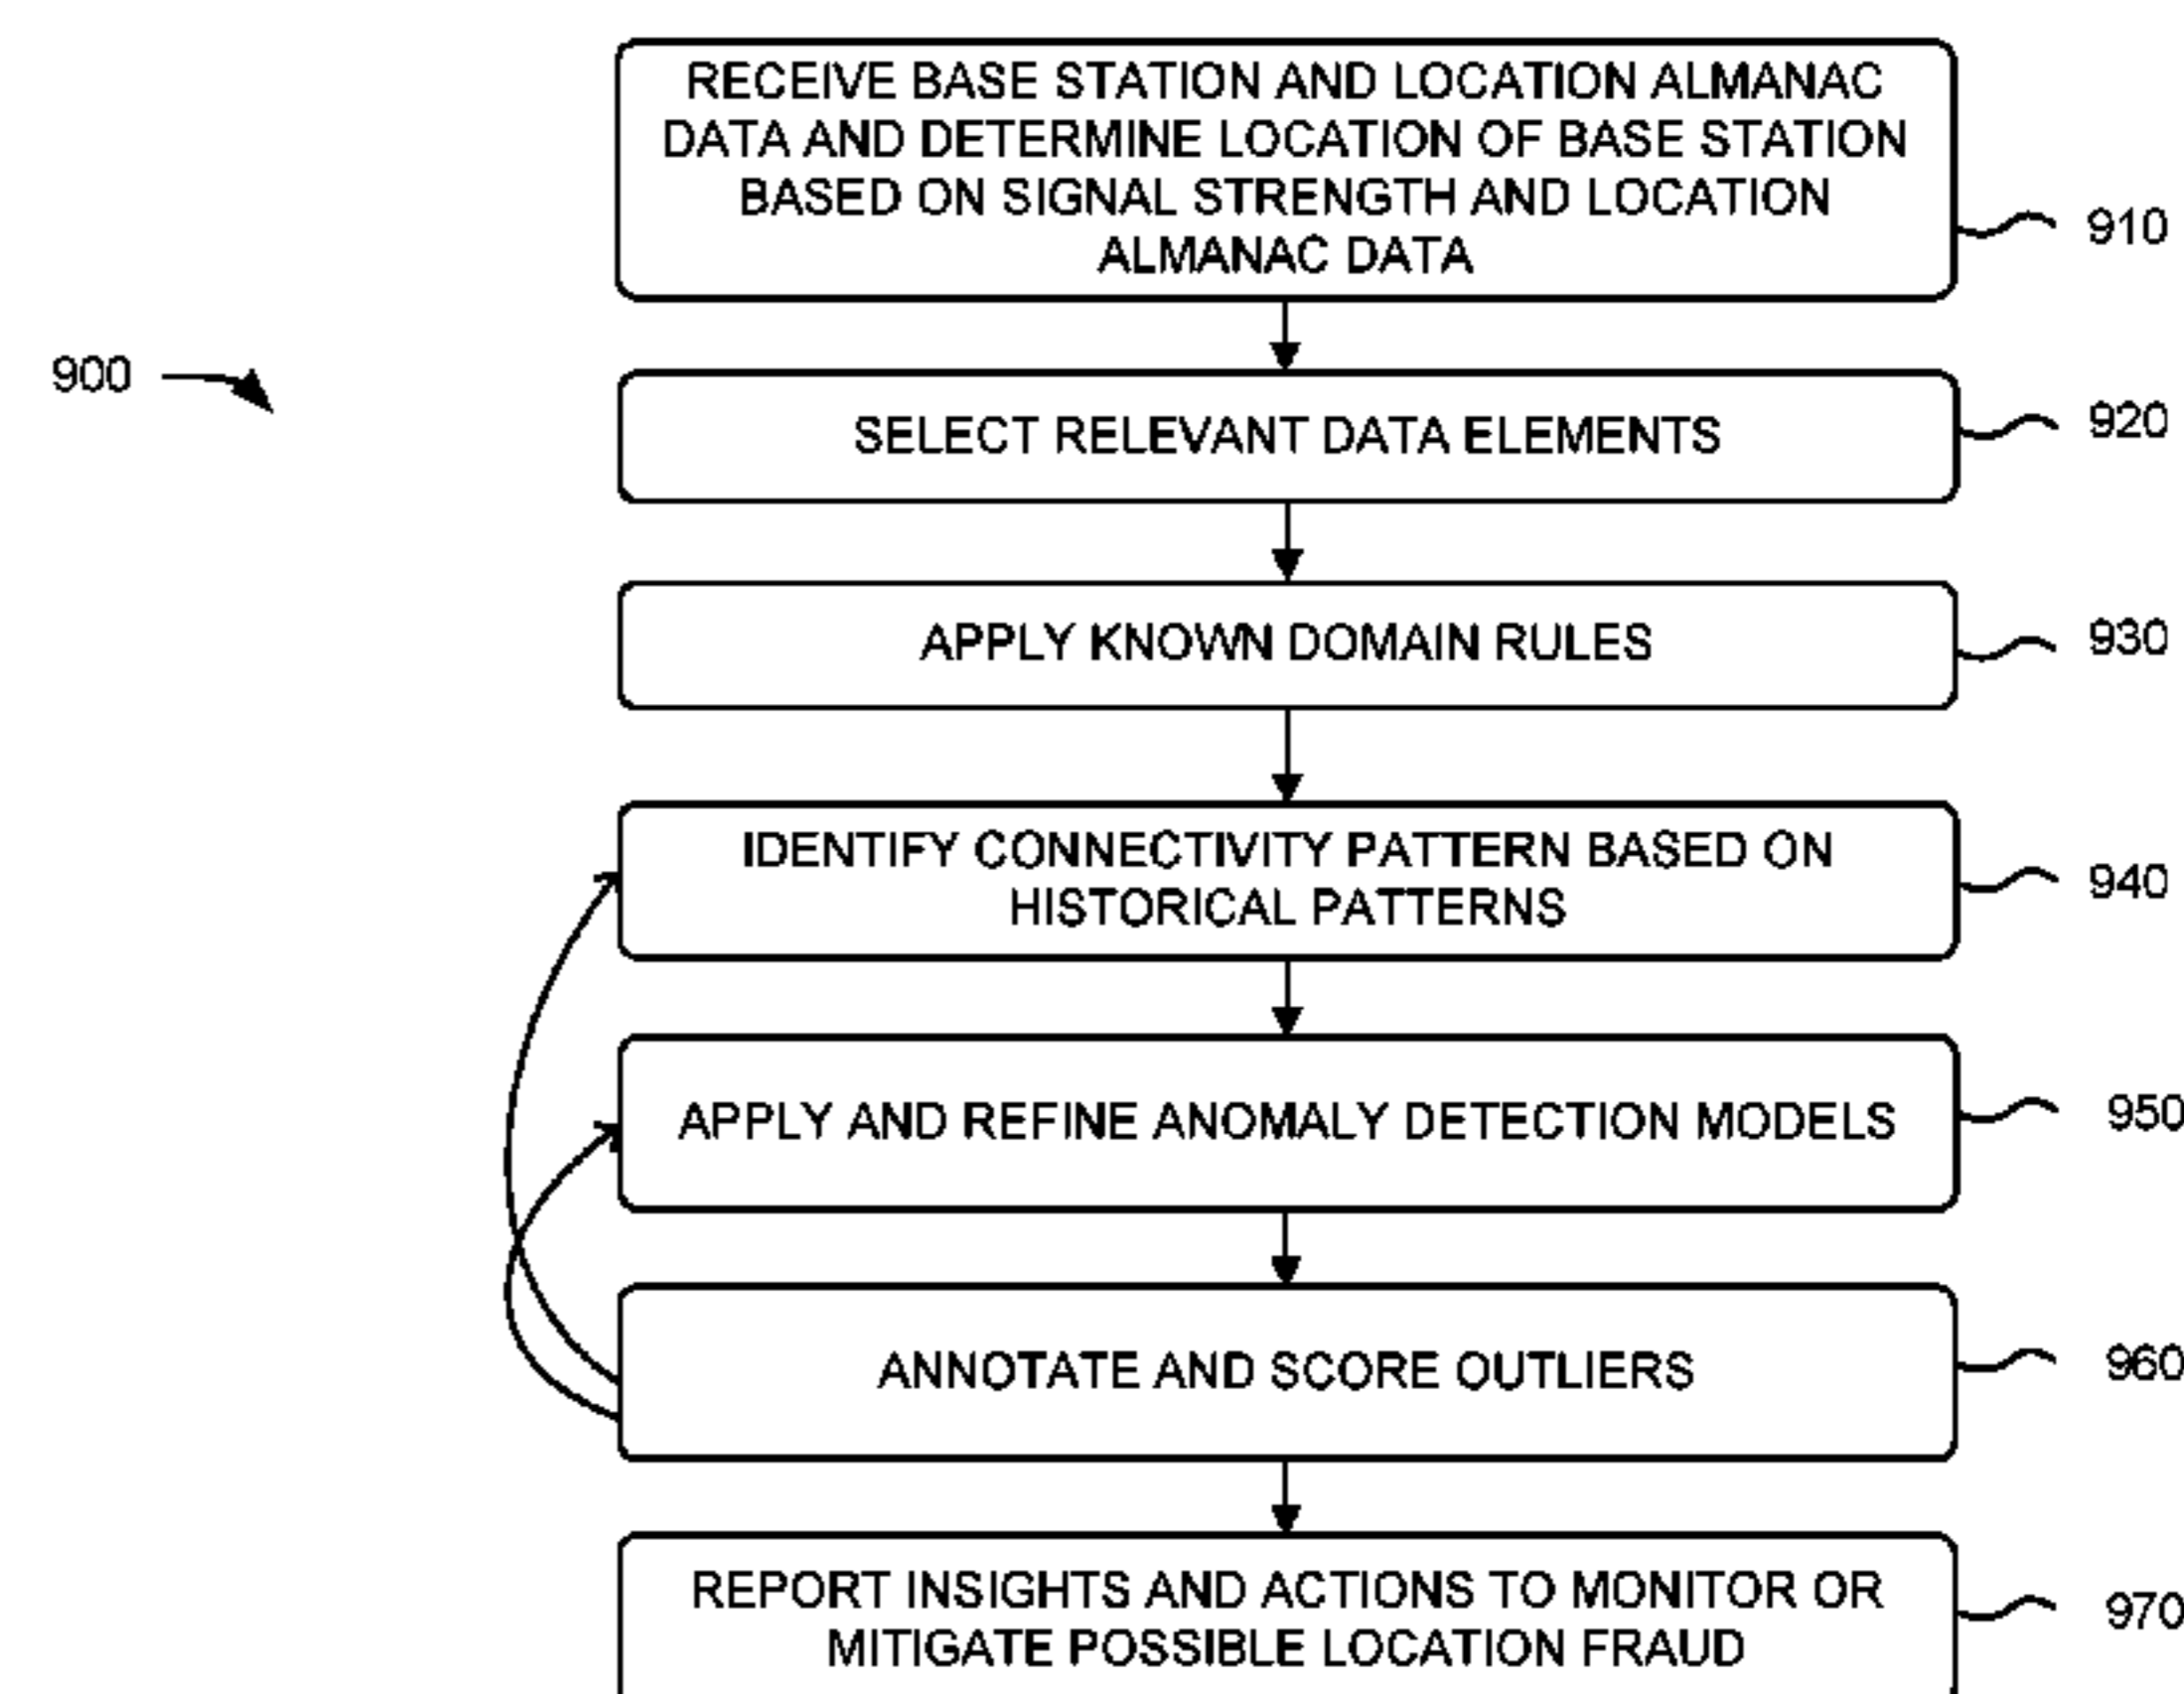 RECEIVE BASE STATION AND LOCATION ALMANAC
DATA AND DETERMINE LOCATION OF BASE STATION
BASED ON SIGNAL STRENGTH AND LOCATION
ALMANAC DATA
910
900
SELECT RELEVANT DATA ELEMENTS
920
APPLY KNOWN DOMAIN RULES
930
IDENTIFY CONNECTIVITY PATTERN BASED ON
HISTORICAL PATTERNS
940
APPLY AND REFINE ANOMALY DETECTION MODELS
950
ANNOTATE AND SCORE OUTLIERS
960
REPORT INSIGHTS AND ACTIONS TO MONITOR OR
MITIGATE POSSIBLE LOCATION FRAUD
970